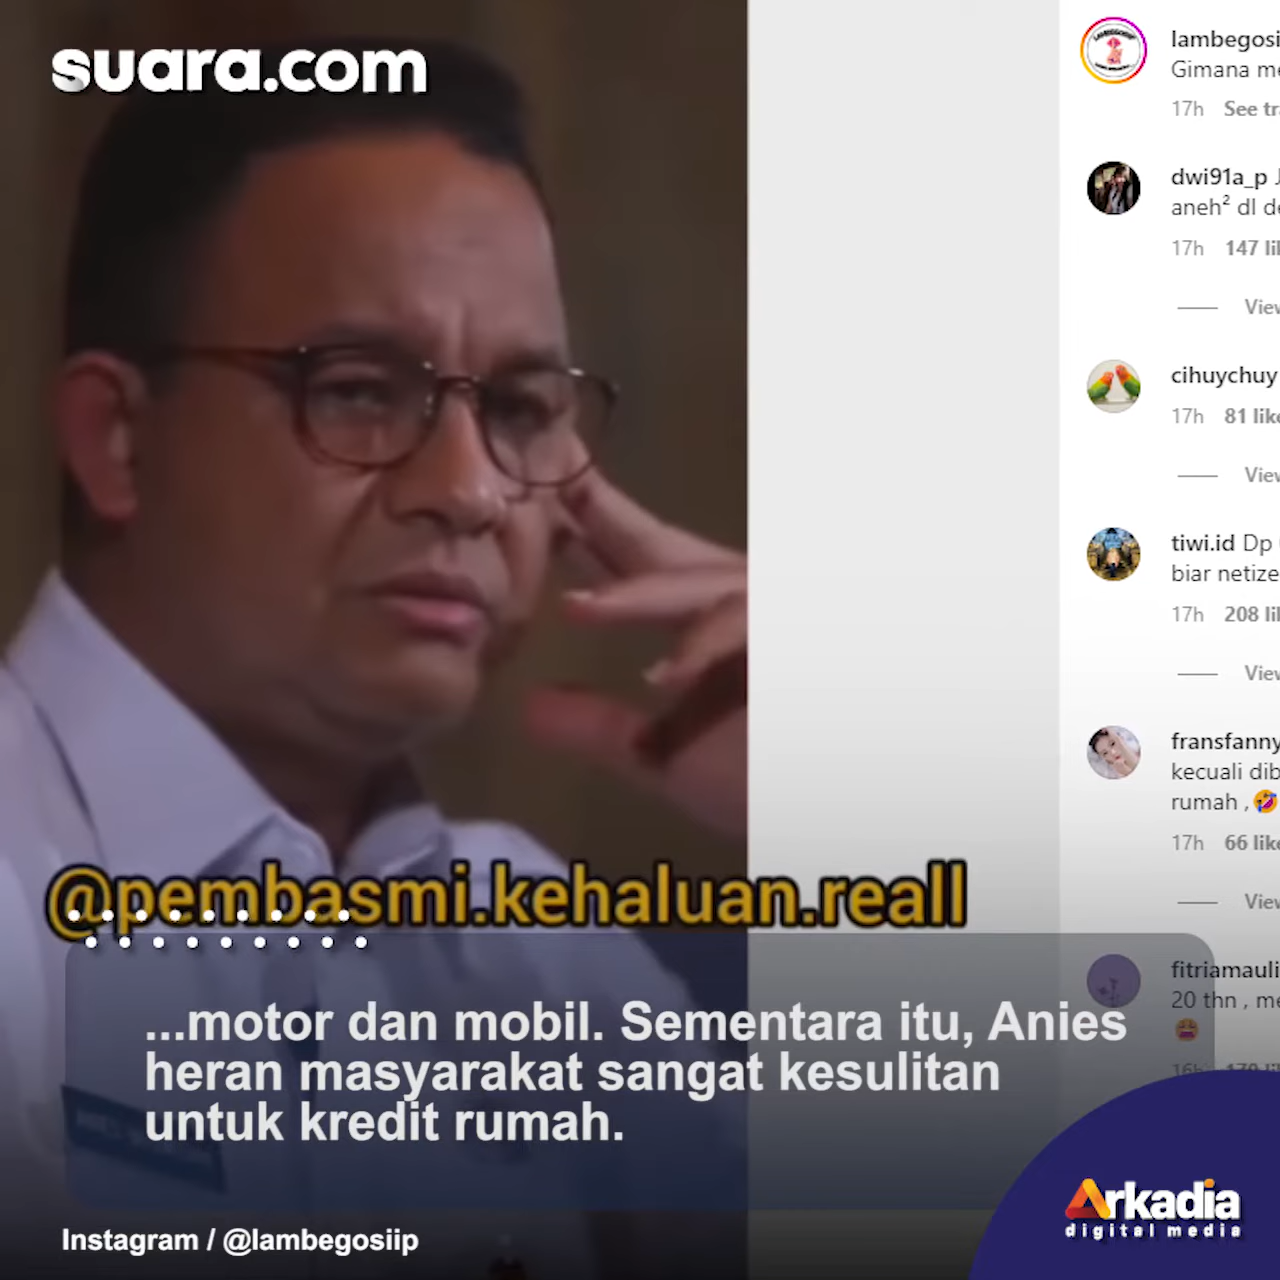 suara.com
lambegosi
Gimana me
17h See tr
dwi91a_p J
aneh² dl de
17h 147 li
View
cihuychuy
17h 81 like
View
tiwi.id Dp
biar netize
17h 208 li
View
fransfanny
kecuali dib
rumah ,
17h 66 like
View
@pembasmi.kehaluan.reall
fitriamauli
20 thn , me
...motor dan mobil. Sementara itu, Anies
heran masyarakat sangat kesulitan
untuk kredit rumah.
Instagram / @lambegosiip
Arkadia
digital media